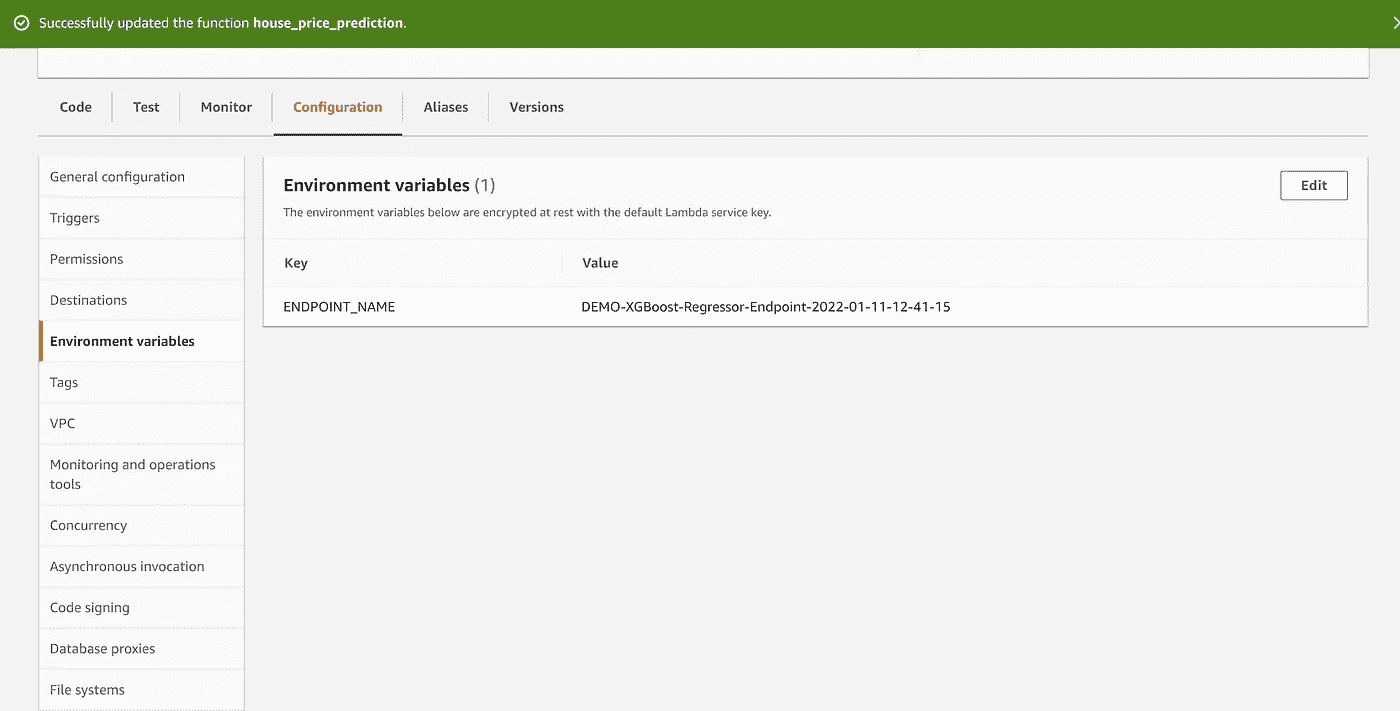 Successfully updated the function house_price_prediction.
Code Test Monitor Configuration Aliases Versions
General configuration
Triggers
Permissions
Destinations
Environment variables
Tags
VPC
Monitoring and operations
tools
Concurrency
Asynchronous invocation
Code signing
Database proxies
File systems
Environment variables (1)
Edit
The environment variables below are encrypted at rest with the default Lambda service key.
Key Value
ENDPOINT_NAME DEMO-XGBoost-Regressor-Endpoint-2022-01-11-12-41-15